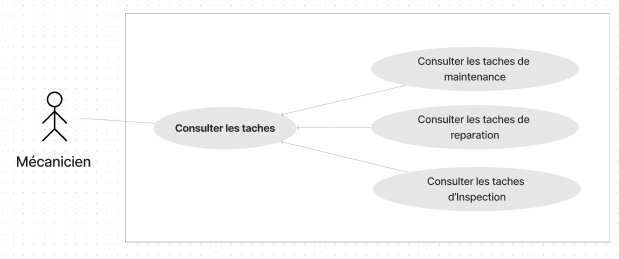 Consulter les taches de
maintenance
Consulter les taches
Consulter les taches de
reparation
Mécanicien
Consulter les taches
d'Inspection